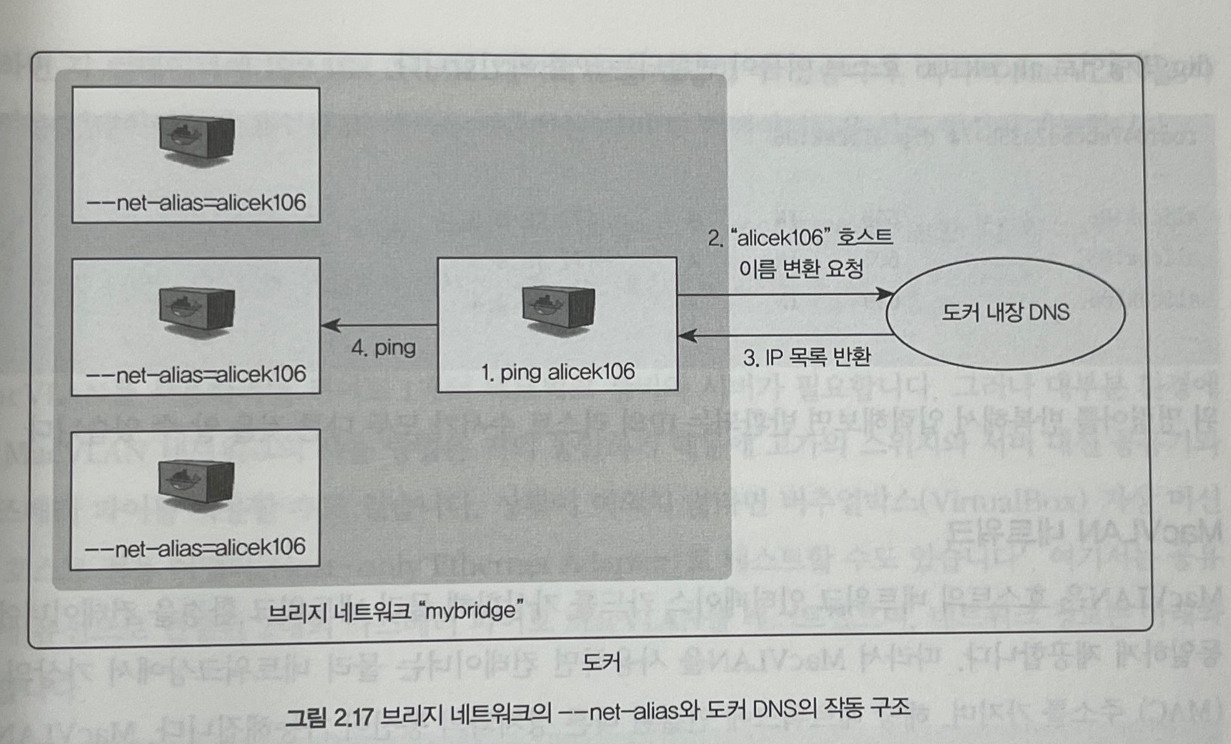 --net-alias=alicek106
2. “alicek106” 호스트
이름 변환 요청
--net-alias=alicek106
4. ping
1. ping alicek106
도커 내장 DNS
3. IP 목록 반환
--net-alias=alicek106
브리지 네트워크 “mybridge”
도커
그림 2.17 브리지 네트워크의 --net-alias와 도커 DNS의 작동 구조